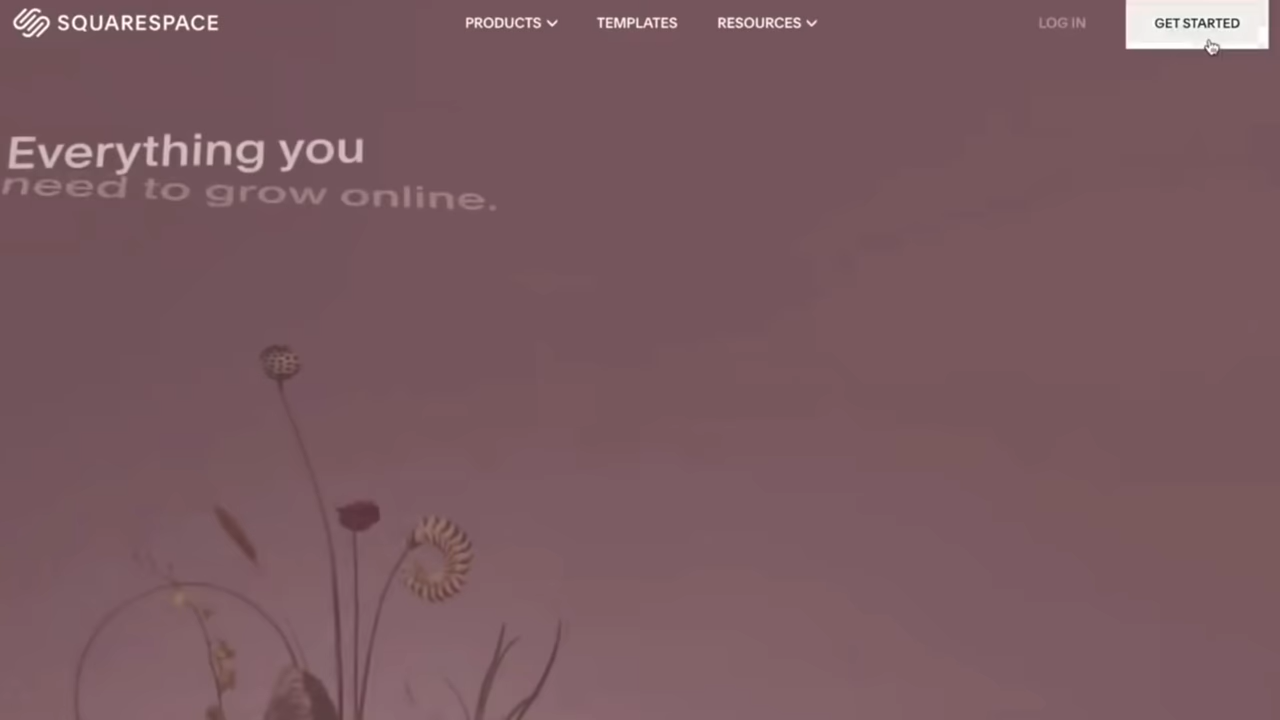 SQUARESPACE
PRODUCTS TEMPLATES RESOURCES LOG IN GET STARTED
Everything you
need to grow online.